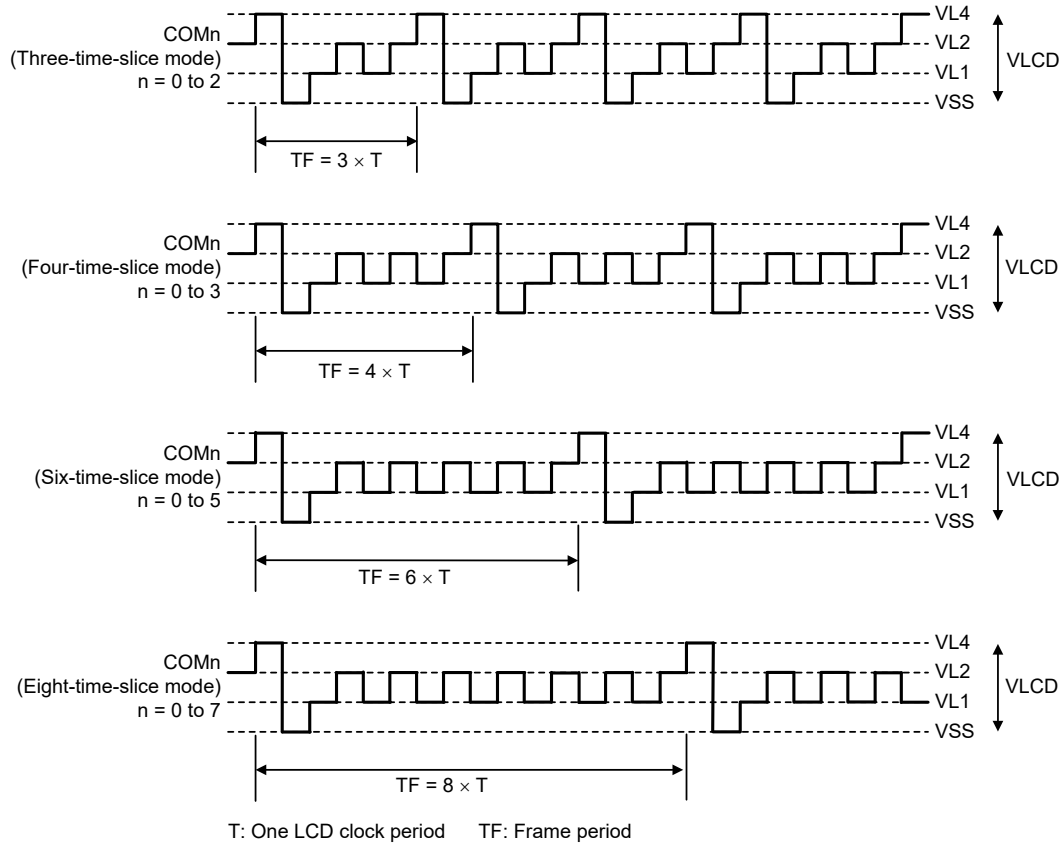 COMn
(Three-time-slice mode)
n = 0 to 2
VL4
VL2
VL1
VSS
VLCD
TF = 3 × T
COMn
(Four-time-slice mode)
n = 0 to 3
VL4
VL2
VL1
VSS
VLCD
TF = 4 × T
COMn
(Six-time-slice mode)
n = 0 to 5
VL4
VL2
VL1
VSS
VLCD
TF = 6 × T
COMn
(Eight-time-slice mode)
n = 0 to 7
VL4
VL2
VL1
VSS
VLCD
TF = 8 × T
T: One LCD clock period TF: Frame period